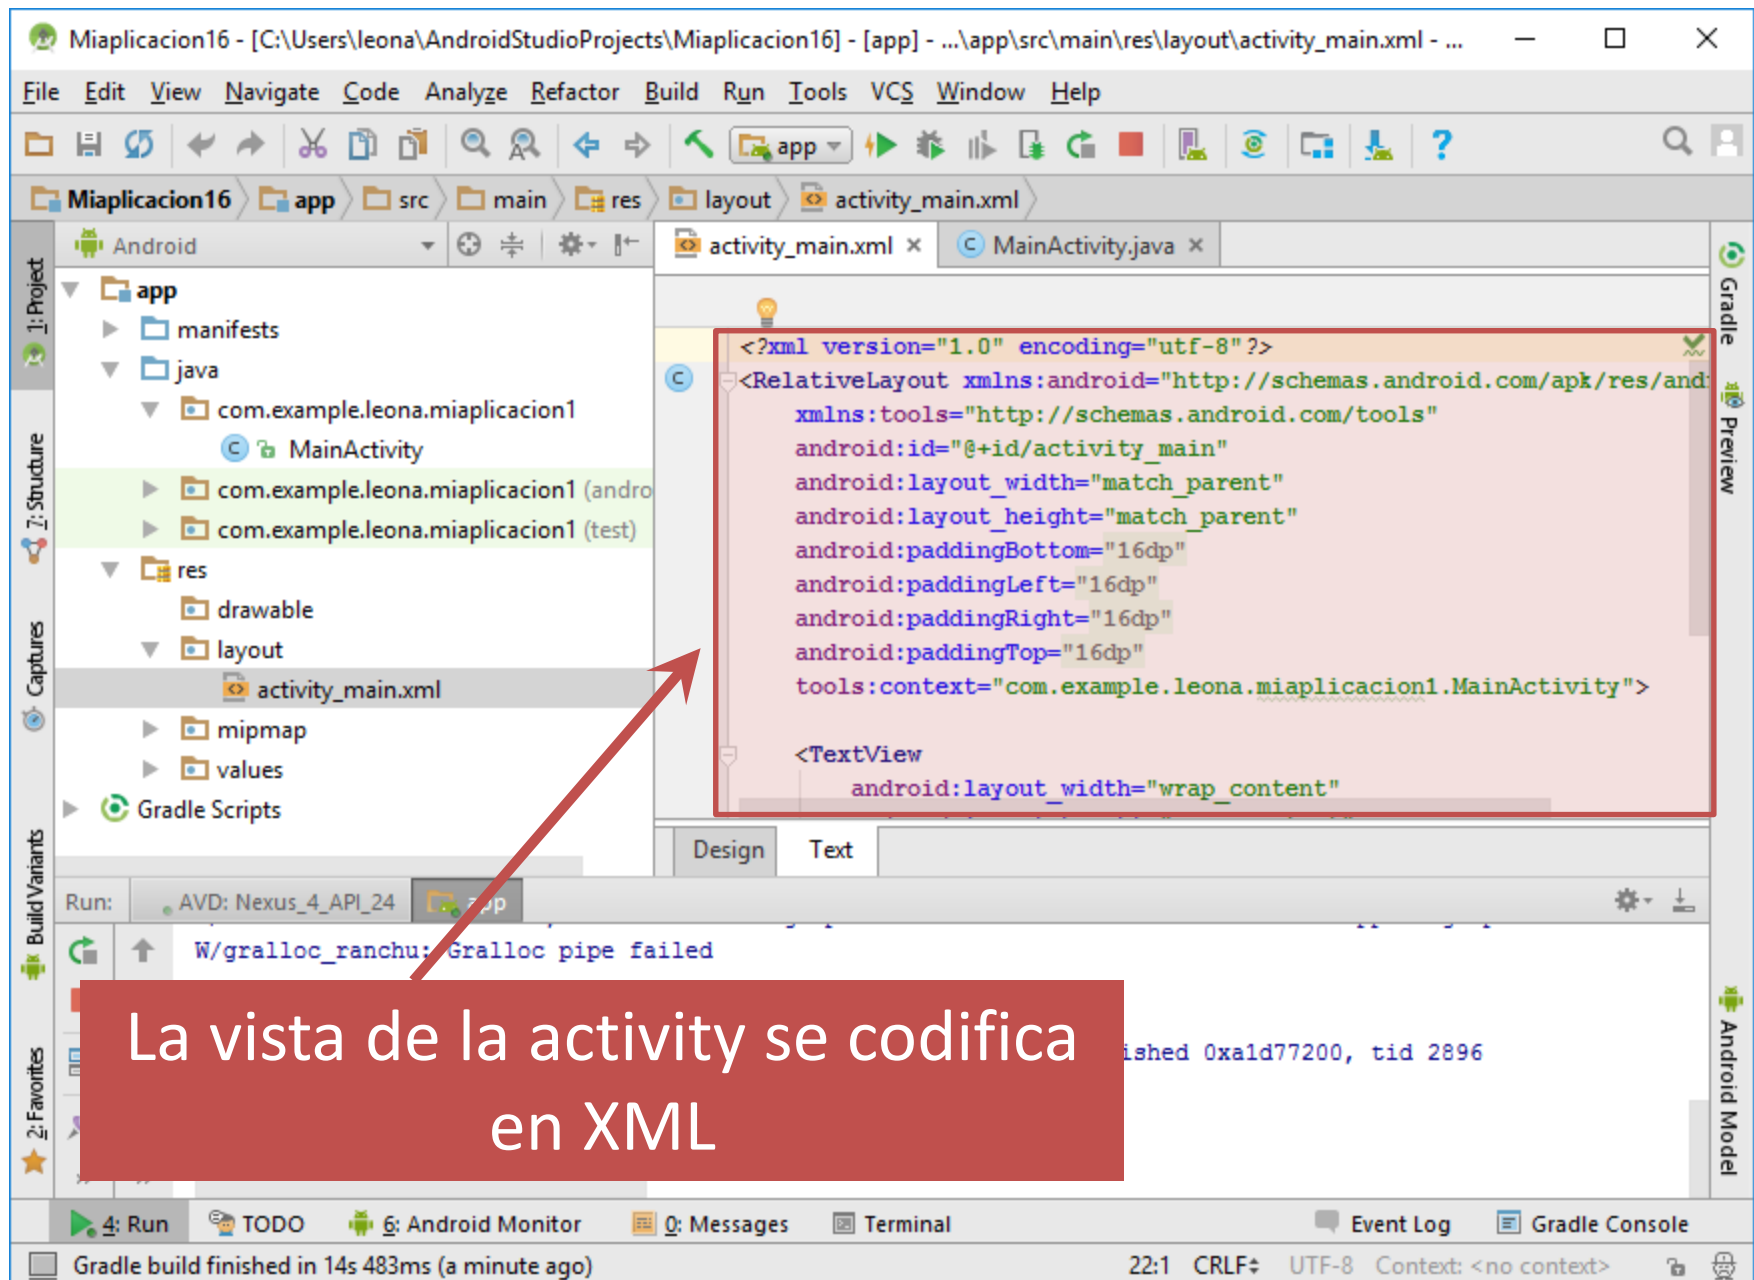 Miaplicacion16 - [C:\Users\leona\AndroidStudioProjects\Miaplicacion16] - [app] - ...\app\src\main\res\layout\activity_main.xml - ...
File Edit View Navigate Code Analyze Refactor Build Run Tools VCS Window Help
app
Miaplicacion16 app src main res layout activity_main.xml
Android
activity_main.xml MainActivity.java
1: Project
7: Structure
Captures
Build Variants
2: Favorites
app
manifests
java
com.example.leona.miaplicacion1
MainActivity
com.example.leona.miaplicacion1 (andro
com.example.leona.miaplicacion1 (test)
res
drawable
layout
activity_main.xml
mipmap
values
Gradle Scripts
<?xml version="1.0" encoding="utf-8"?>
<RelativeLayout xmlns:android="http://schemas.android.com/apk/res/and
xmlns:tools="http://schemas.android.com/tools"
android:id="@+id/activity_main"
android:layout_width="match_parent"
android:layout_height="match_parent"
android:paddingBottom="16dp"
android:paddingLeft="16dp"
android:paddingRight="16dp"
android:paddingTop="16dp"
tools:context="com.example.leona.miaplicacion1.MainActivity">
<TextView
android:layout_width="wrap_content"
Gradle
Preview
Android Model
Design Text
Run: AVD: Nexus_4_API_24 app
W/gralloc_ranchu: Gralloc pipe failed
ished 0xa1d77200, tid 2896
La vista de la activity se codifica
en XML
4: Run TODO 6: Android Monitor 0: Messages Terminal Event Log Gradle Console
Gradle build finished in 14s 483ms (a minute ago) 22:1 CRLF UTF-8 Context: <no context>